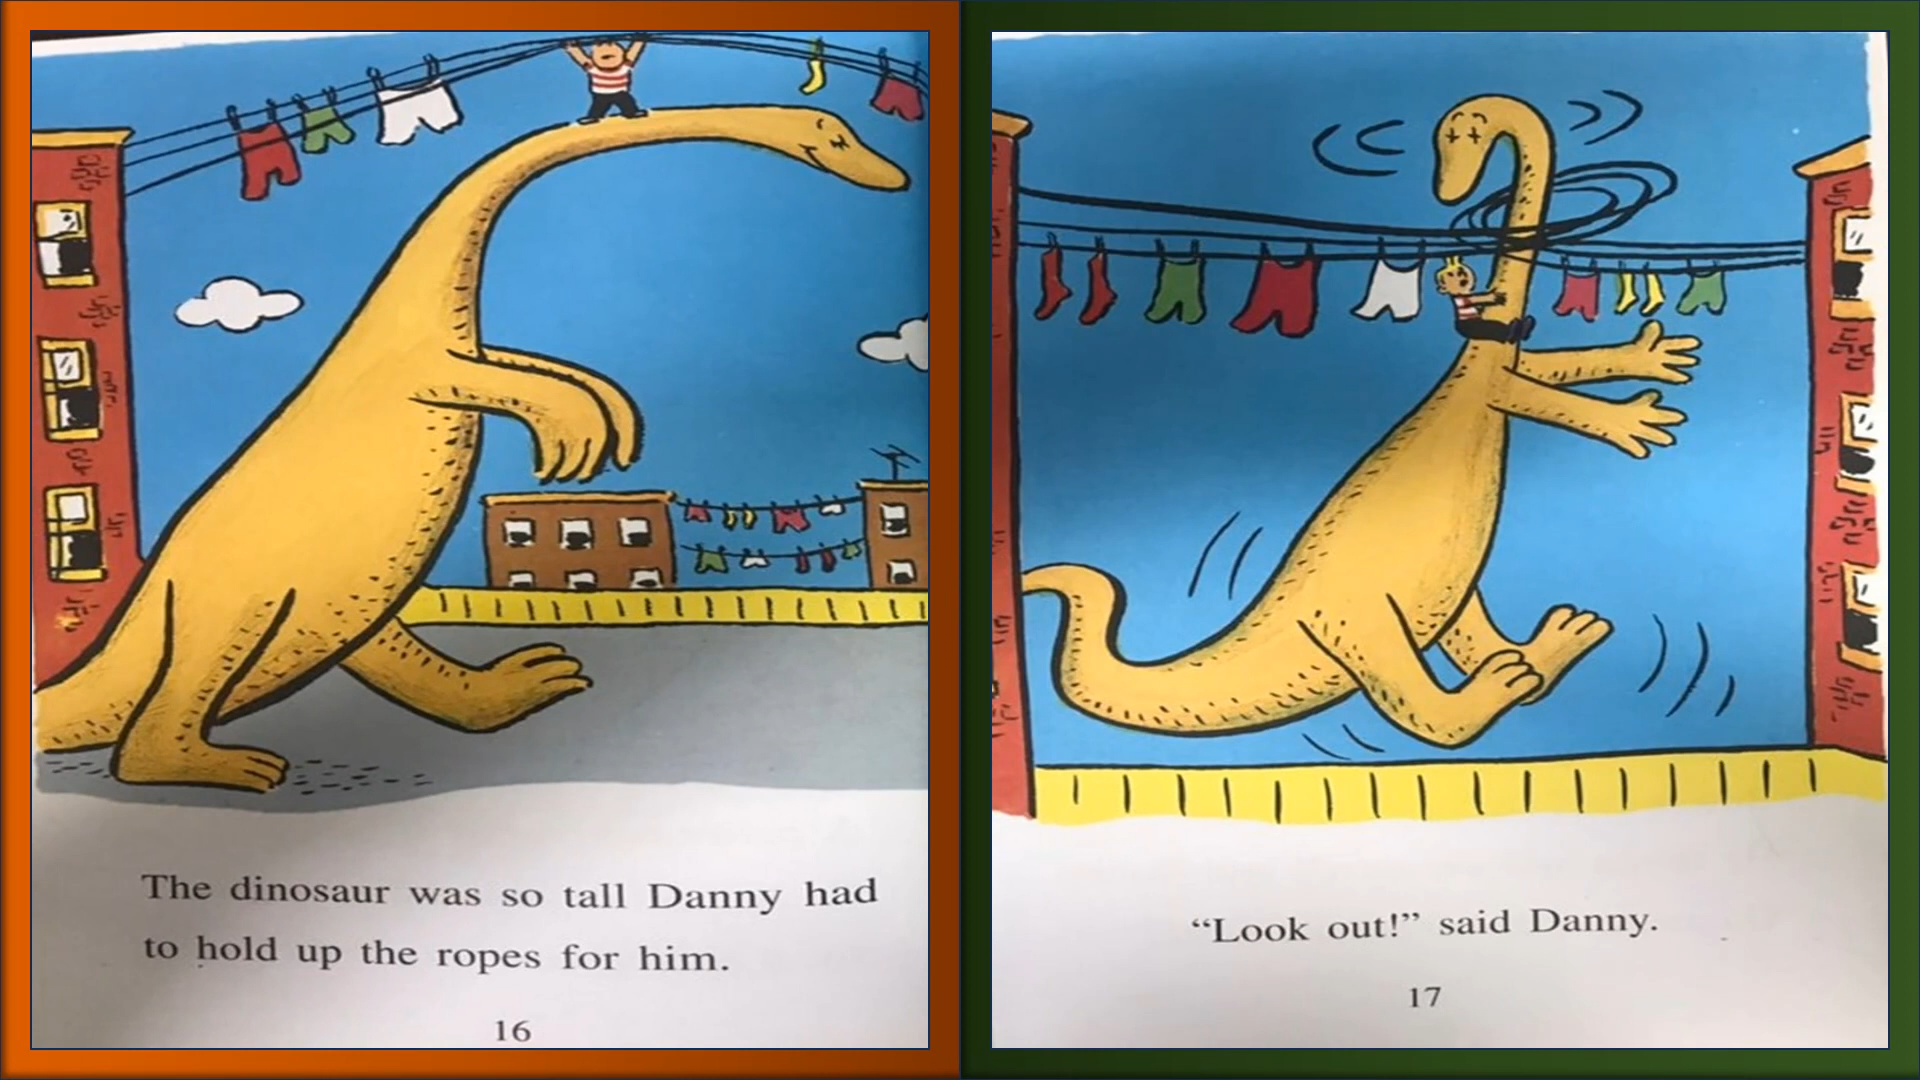 The dinosaur was so tall Danny had
to hold up the ropes for him.
16
“Look out!” said Danny.
17